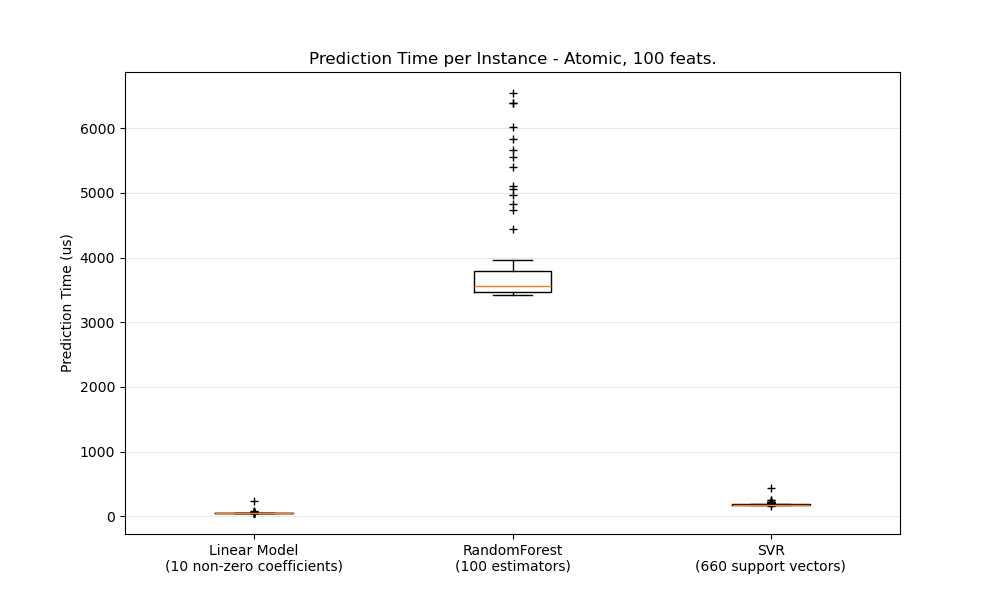 Prediction Time per Instance - Atomic, 100 feats.
Prediction Time (us)
6000
5000
4000
3000
2000
1000
0
Linear Model
(10 non-zero coefficients)
RandomForest
(100 estimators)
SVR
(660 support vectors)